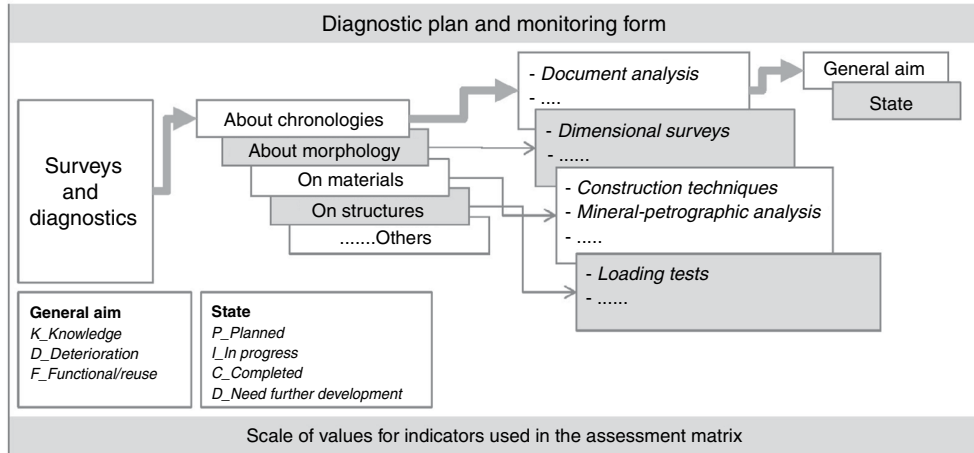 Diagnostic plan and monitoring form
Surveys
and
diagnostics
About chronologies
About morphology
On materials
On structures
.......Others
- Document analysis
- ....
- Dimensional surveys
- ......
- Construction techniques
- Mineral-petrographic analysis
- .....
- Loading tests
- ......
General aim
State
General aim
K_Knowledge
D_Deterioration
F_Functional/reuse
State
P_Planned
I_In progress
C_Completed
D_Need further development
Scale of values for indicators used in the assessment matrix